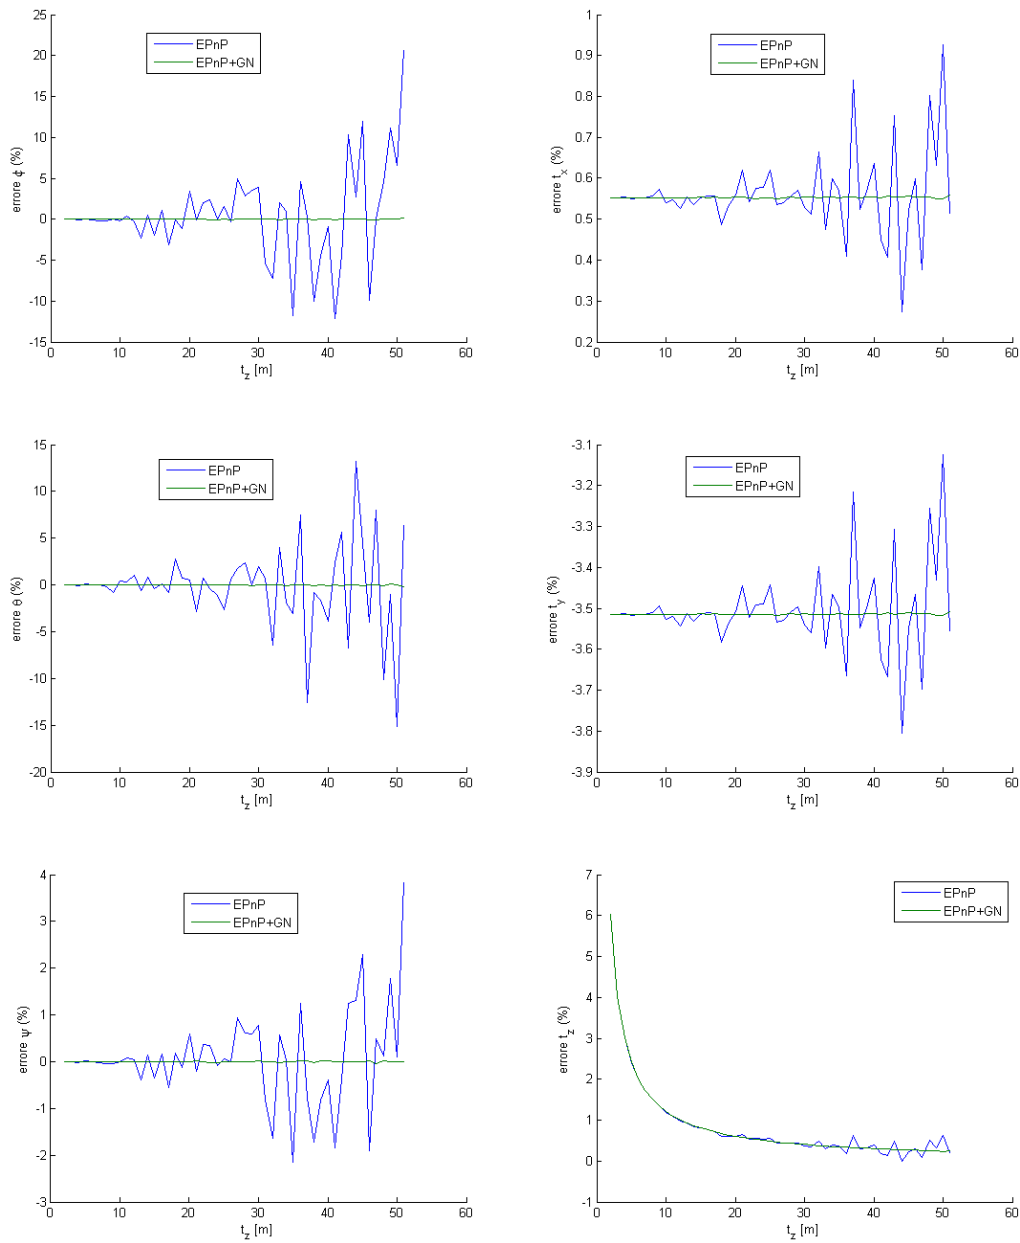 25
20
15
10
5
0
-5
-10
-15
0 10 20 30 40 50 60
errore ϕ (%)
t_z [m]
EPnP
EPnP+GN
1
0.9
0.8
0.7
0.6
0.5
0.4
0.3
0.2
0 10 20 30 40 50 60
errore t_x (%)
t_z [m]
EPnP
EPnP+GN
15
10
5
0
-5
-10
-15
-20
0 10 20 30 40 50 60
errore θ (%)
t_z [m]
EPnP
EPnP+GN
-3.1
-3.2
-3.3
-3.4
-3.5
-3.6
-3.7
-3.8
-3.9
0 10 20 30 40 50 60
errore t_y (%)
t_z [m]
EPnP
EPnP+GN
4
3
2
1
0
-1
-2
-3
0 10 20 30 40 50 60
errore ψ (%)
t_z [m]
EPnP
EPnP+GN
7
6
5
4
3
2
1
0
-1
0 10 20 30 40 50 60
errore t_z (%)
t_z [m]
EPnP
EPnP+GN